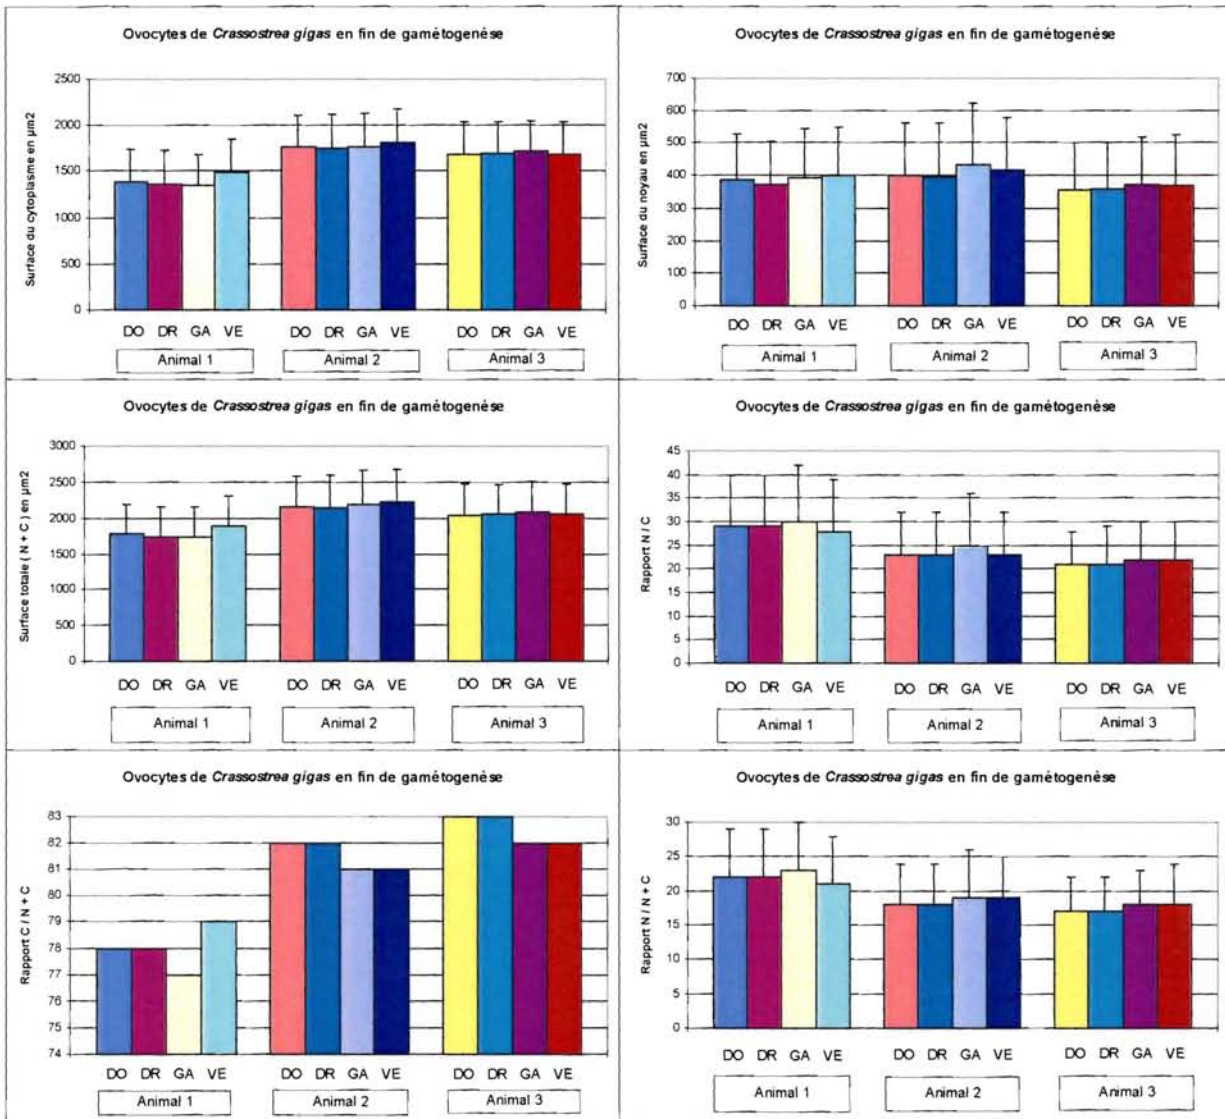 Ovocytes de Crassostrea gigas en fin de gamétogenèse
Surface du cytoplasme en µm2
2500
2000
1500
1000
500
0
DO DR GA VE DO DR GA VE DO DR GA VE
Animal 1 Animal 2 Animal 3
Ovocytes de Crassostrea gigas en fin de gamétogenèse
Surface du noyau en µm2
700
600
500
400
300
200
100
0
DO DR GA VE DO DR GA VE DO DR GA VE
Animal 1 Animal 2 Animal 3
Ovocytes de Crassostrea gigas en fin de gamétogenèse
Surface totale ( N + C ) en µm2
3000
2500
2000
1500
1000
500
0
DO DR GA VE DO DR GA VE DO DR GA VE
Animal 1 Animal 2 Animal 3
Ovocytes de Crassostrea gigas en fin de gamétogenèse
Rapport N / C
45
40
35
30
25
20
15
10
5
0
DO DR GA VE DO DR GA VE DO DR GA VE
Animal 1 Animal 2 Animal 3
Ovocytes de Crassostrea gigas en fin de gamétogenèse
Rapport C / N + C
83
82
81
80
79
78
77
76
75
74
DO DR GA VE DO DR GA VE DO DR GA VE
Animal 1 Animal 2 Animal 3
Ovocytes de Crassostrea gigas en fin de gamétogenèse
Rapport N / N + C
30
25
20
15
10
5
0
DO DR GA VE DO DR GA VE DO DR GA VE
Animal 1 Animal 2 Animal 3